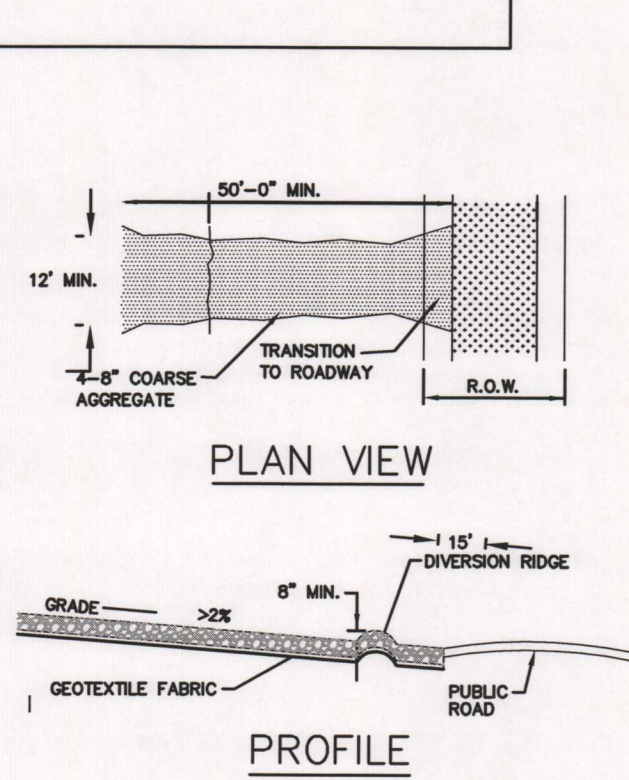 50'-0" MIN.
12' MIN.
TRANSITION
TO ROADWAY
4-8" COARSE
AGGREGATE
R.O.W.
PLAN VIEW
15'
DIVERSION RIDGE
8" MIN.
GRADE
>2%
GEOTEXTILE FABRIC
PUBLIC
ROAD
PROFILE